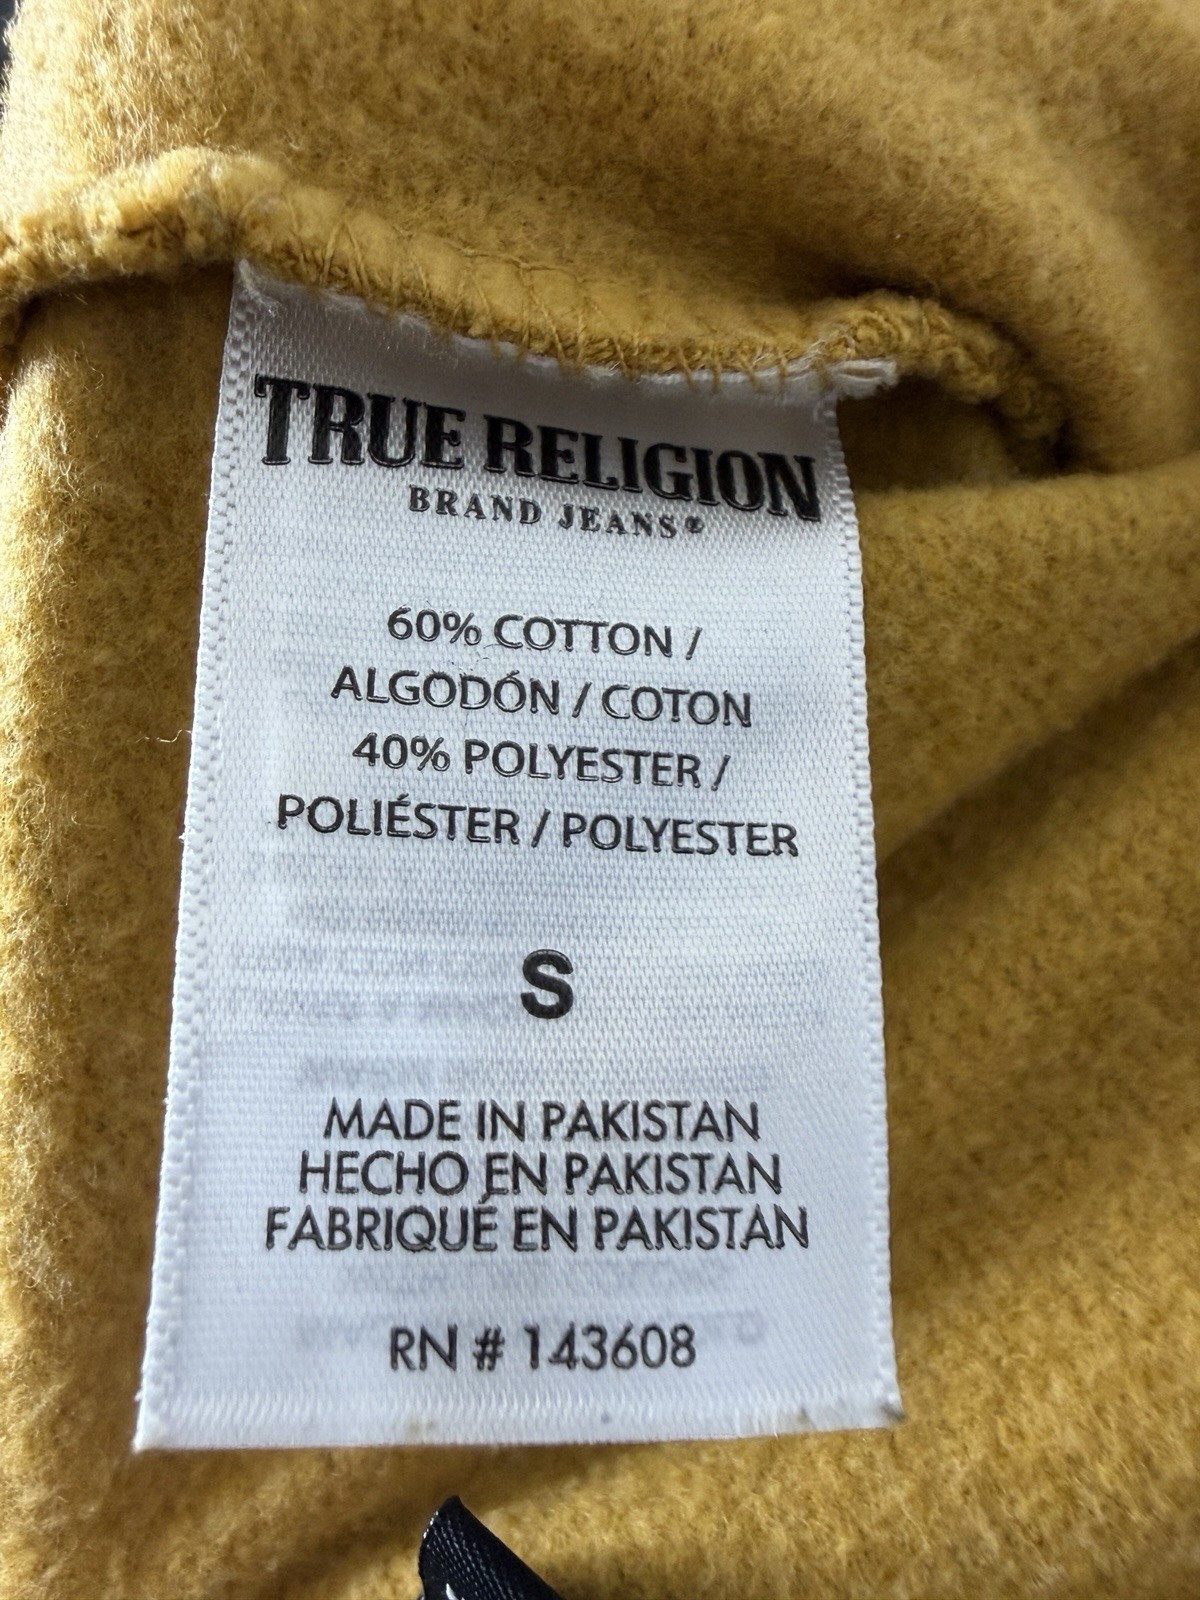 TRUE RELIGION
BRAND JEANS®
60% COTTON /
ALGODÓN / COTON
40% POLYESTER /
POLIÉSTER / POLYESTER
S
MADE IN PAKISTAN
HECHO EN PAKISTAN
FABRIQUÉ EN PAKISTAN
RN # 143608